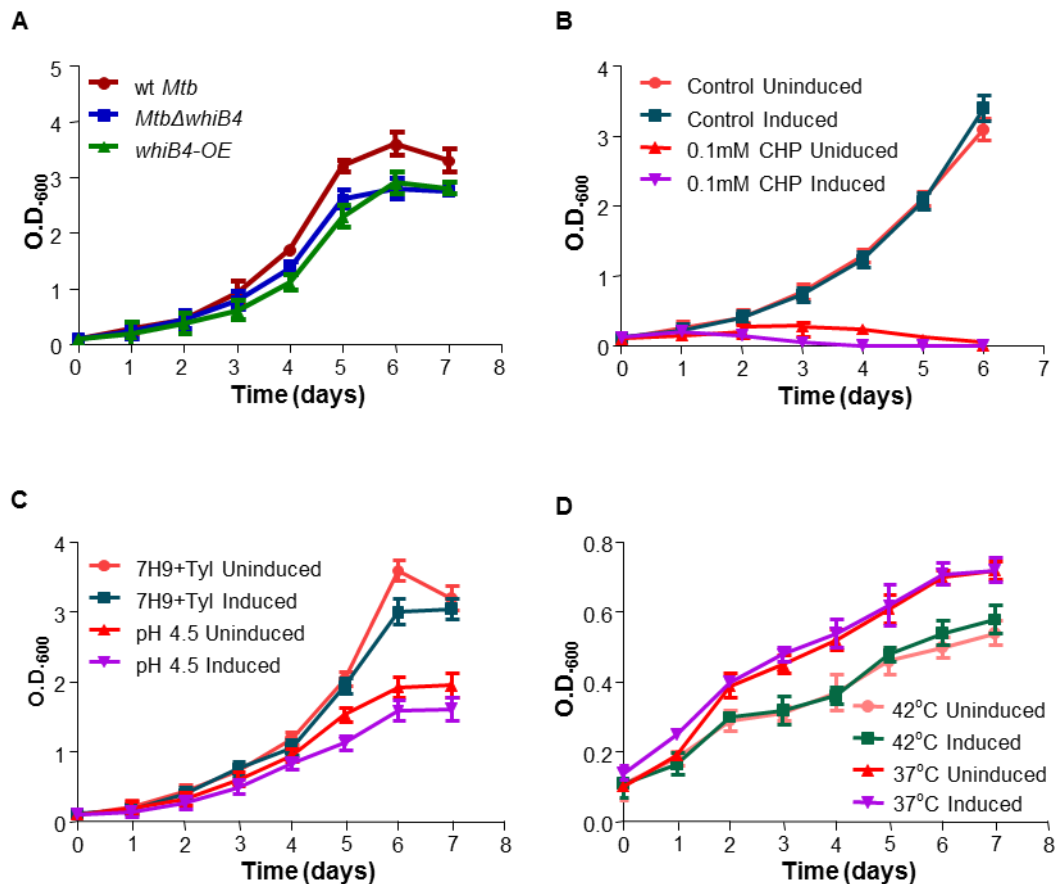 A
5
4
3
2
1
0
O.D.-600
wt Mtb
MtbΔwhiB4
whiB4-OE
0 1 2 3 4 5 6 7 8
Time (days)
B
4
3
2
1
0
O.D.-600
Control Uninduced
Control Induced
0.1mM CHP Uniduced
0.1mM CHP Induced
0 1 2 3 4 5 6 7
Time (days)
C
4
3
2
1
0
O.D.-600
7H9+Tyl Uninduced
7H9+Tyl Induced
pH 4.5 Uninduced
pH 4.5 Induced
0 1 2 3 4 5 6 7 8
Time (days)
D
0.8
0.6
0.4
0.2
0.0
O.D.-600
42°C Uninduced
42°C Induced
37°C Uninduced
37°C Induced
0 1 2 3 4 5 6 7 8
Time (days)